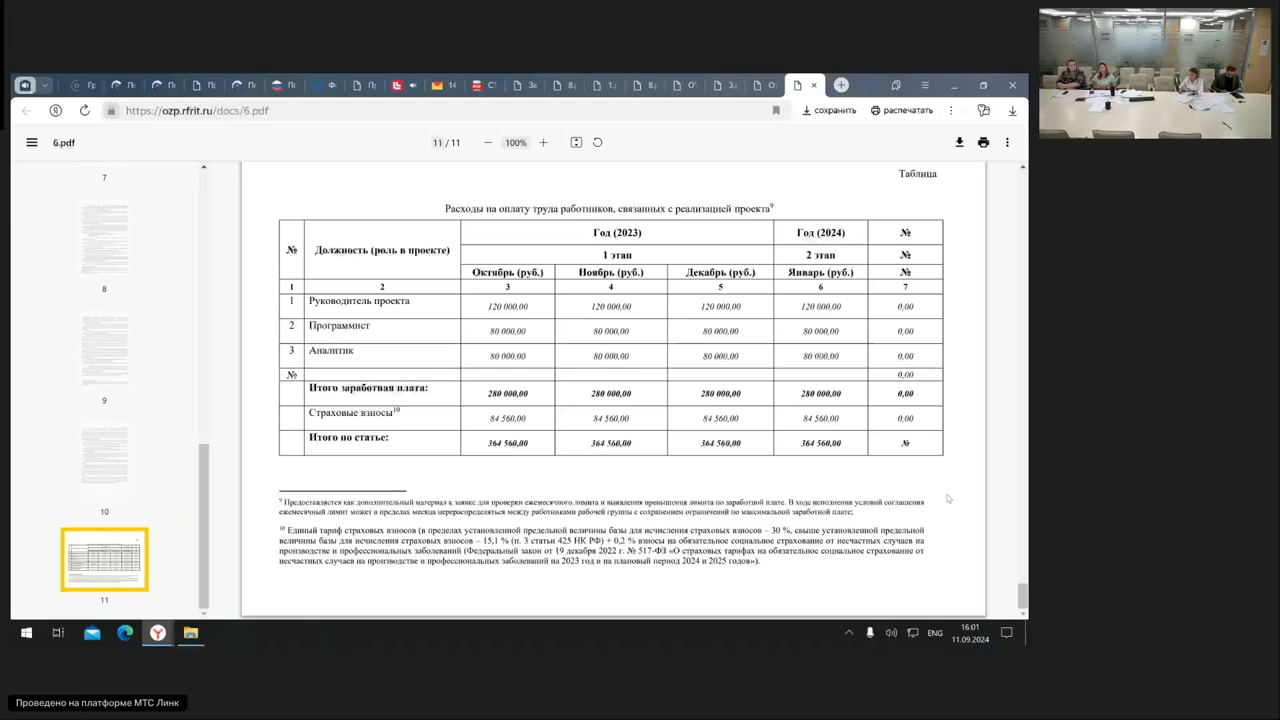 Гр
По
По
Пр
По
По
Ф
Пр
14
СТ
За
8.
1.
8.
О"
З.
От
https://ozp.rfrit.ru/docs/6.pdf
сохранить
распечатать
6.pdf
11 / 11
100%
7
8
9
10
11
Таблица
Расходы на оплату труда работников, связанных с реализацией проекта⁹
№ Должность (роль в проекте) Год (2023) Год (2024) №
1 этап 2 этап №
Октябрь (руб.) Ноябрь (руб.) Декабрь (руб.) Январь (руб.) №
1 2 3 4 5 6 7
1 Руководитель проекта 120 000,00 120 000,00 120 000,00 120 000,00 0,00
2 Программист 80 000,00 80 000,00 80 000,00 80 000,00 0,00
3 Аналитик 80 000,00 80 000,00 80 000,00 80 000,00 0,00
№ 0,00
Итого заработная плата: 280 000,00 280 000,00 280 000,00 280 000,00 0,00
Страховые взносы¹⁰ 84 560,00 84 560,00 84 560,00 84 560,00 0,00
Итого по статье: 364 560,00 364 560,00 364 560,00 364 560,00 №
⁹ Предоставляется как дополнительный материал к заявке для проверки ежемесячного лимита и выявления превышения лимита по заработной плате. В ходе исполнения условий соглашения
ежемесячный лимит может в пределах месяца перераспределяться между работниками рабочей группы с сохранением ограничений по максимальной заработной плате;
¹⁰ Единый тариф страховых взносов (в пределах установленной предельной величины базы для исчисления страховых взносов – 30 %, свыше установленной предельной
величины базы для исчисления страховых взносов – 15,1 % (п. 3 статьи 425 НК РФ) + 0,2 % взносы на обязательное социальное страхование от несчастных случаев на
производстве и профессиональных заболеваний (Федеральный закон от 19 декабря 2022 г. № 517-ФЗ «О страховых тарифах на обязательное социальное страхование от
несчастных случаев на производстве и профессиональных заболеваний на 2023 год и на плановый период 2024 и 2025 годов»).
ENG
16:01
11.09.2024
Проведено на платформе МТС Линк